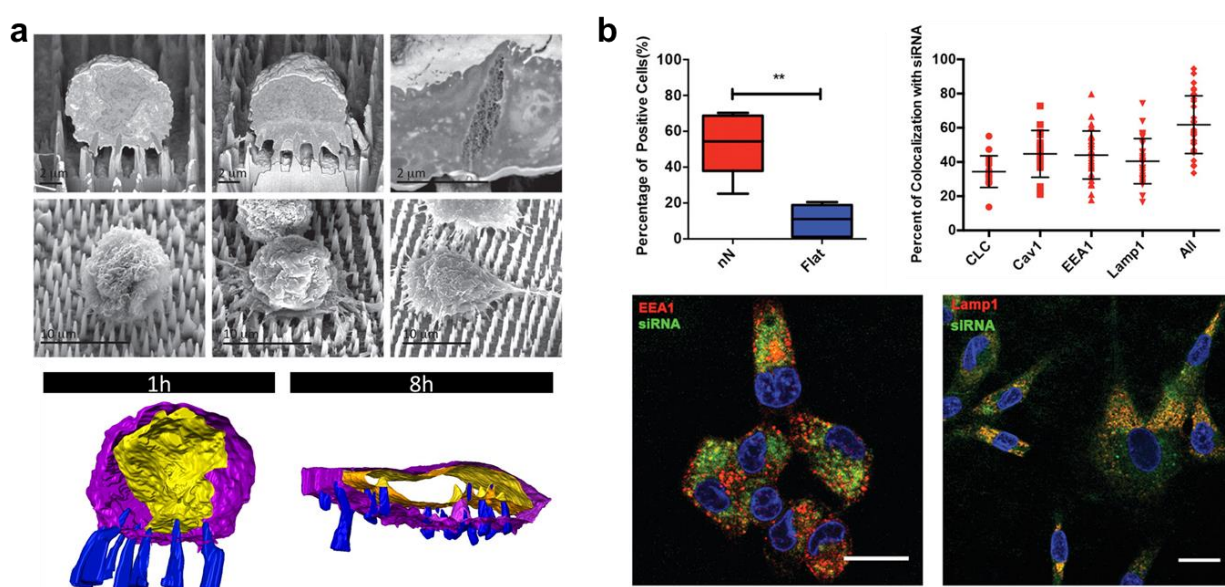 a
2 μm
2 μm
2 μm
10 μm
10 μm
10 μm
1h
8h
b
Percentage of Positive Cells(%)
100
80
60
40
20
0
**
nN
Flat
Percent of Colocalization with siRNA
100
80
60
40
20
0
CLC
Cav1
EEA1
Lamp1
All
EEA1
siRNA
Lamp1
siRNA